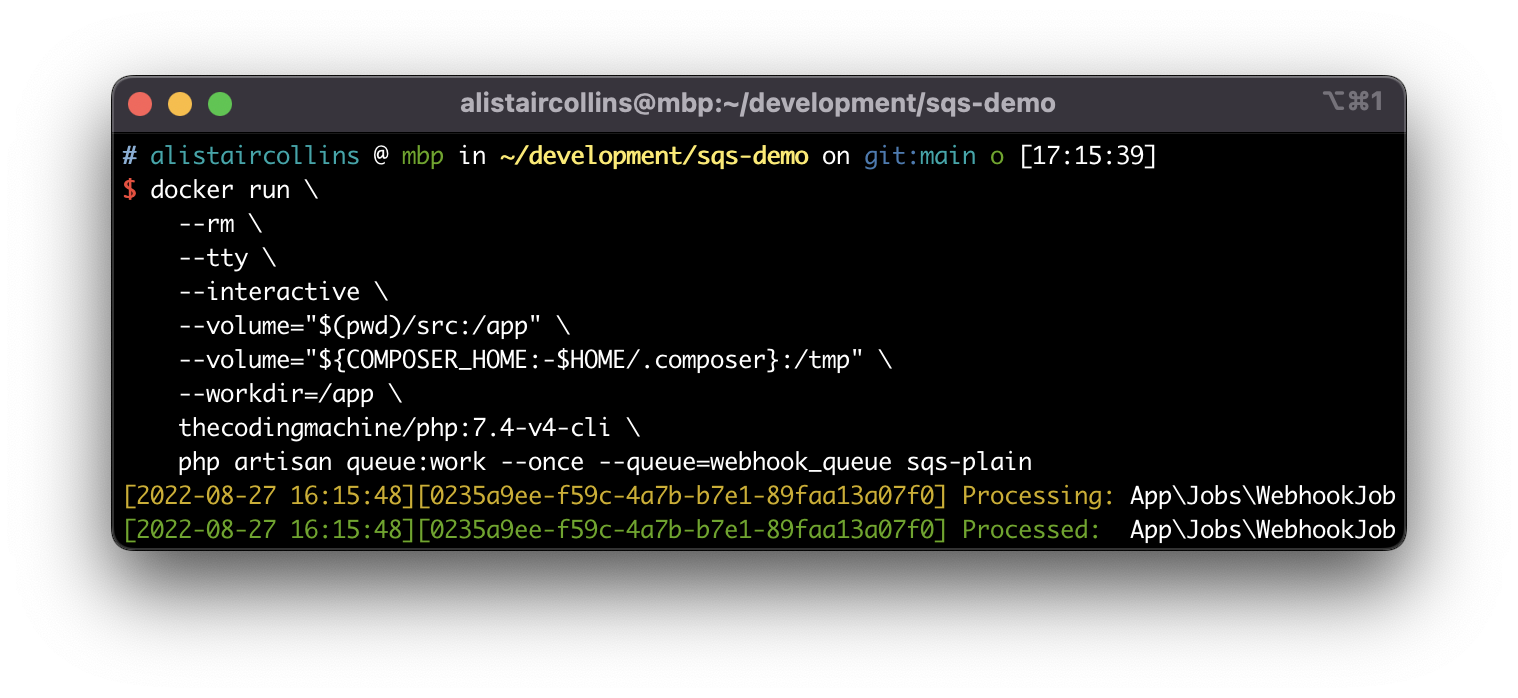 alistaircollins@mbp:~/development/sqs-demo ⌥⌘1
# alistaircollins @ mbp in ~/development/sqs-demo on git:main o [17:15:39]
$ docker run \
    --rm \
    --tty \
    --interactive \
    --volume="$(pwd)/src:/app" \
    --volume="${COMPOSER_HOME:-$HOME/.composer}:/tmp" \
    --workdir=/app \
    thecodingmachine/php:7.4-v4-cli \
    php artisan queue:work --once --queue=webhook_queue sqs-plain
[2022-08-27 16:15:48][0235a9ee-f59c-4a7b-b7e1-89faa13a07f0] Processing: App\Jobs\WebhookJob
[2022-08-27 16:15:48][0235a9ee-f59c-4a7b-b7e1-89faa13a07f0] Processed:  App\Jobs\WebhookJob